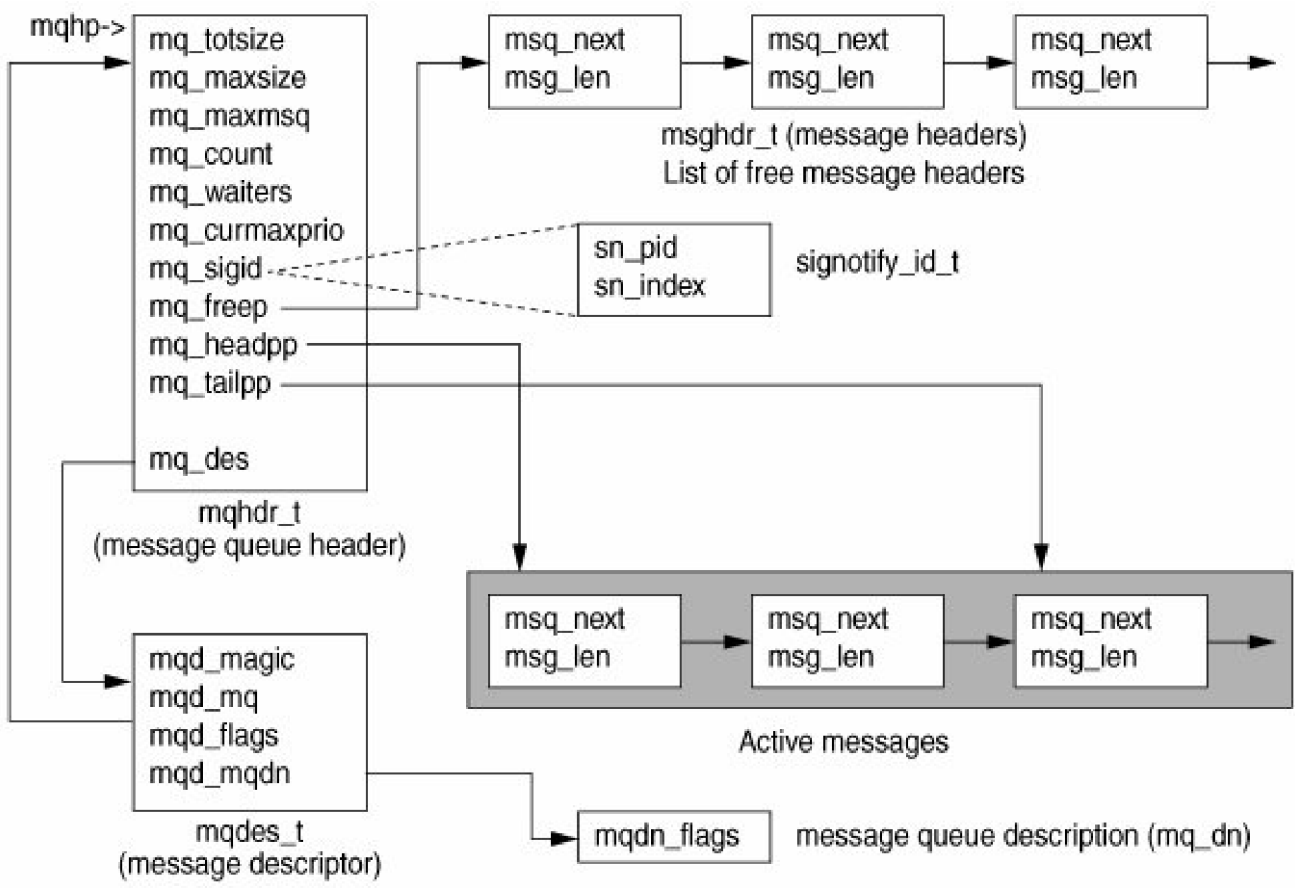 mqhp->
mq_totsize
mq_maxsize
mq_maxmsq
mq_count
mq_waiters
mq_curmaxprio
mq_sigid
mq_freep
mq_headpp
mq_tailpp
mq_des
mqhdr_t
(message queue header)
msq_next
msg_len
msq_next
msg_len
msq_next
msg_len
msghdr_t (message headers)
List of free message headers
sn_pid
sn_index
signotify_id_t
msq_next
msg_len
msq_next
msg_len
msq_next
msg_len
Active messages
mqd_magic
mqd_mq
mqd_flags
mqd_mqdn
mqdes_t
(message descriptor)
mqdn_flags
message queue description (mq_dn)